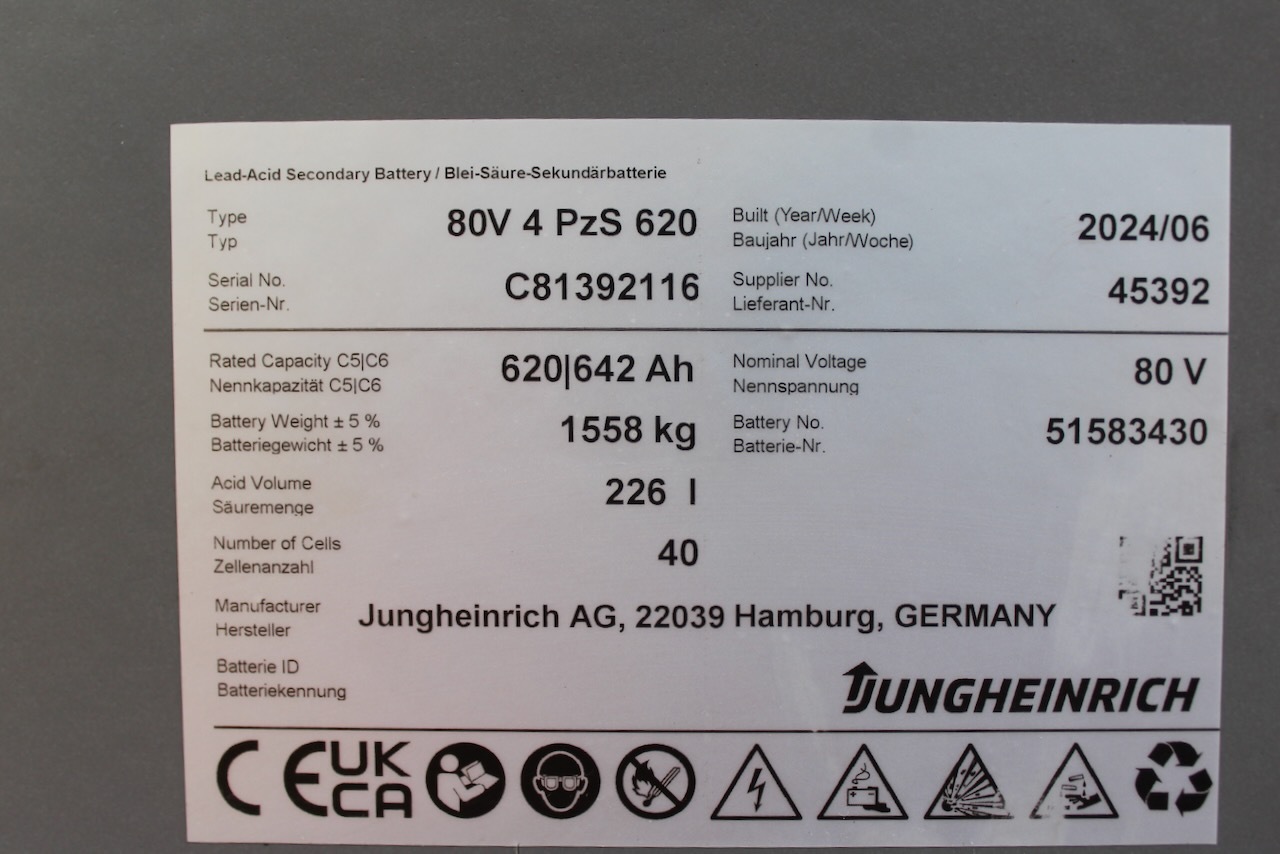 Lead-Acid Secondary Battery / Blei-Säure-Sekundärbatterie
Type
Typ
80V 4 PzS 620
Built (Year/Week)
Baujahr (Jahr/Woche)
2024/06
Serial No.
Serien-Nr.
C81392116
Supplier No.
Lieferant-Nr.
45392
Rated Capacity C5|C6
Nennkapazität C5|C6
620|642 Ah
Nominal Voltage
Nennspannung
80 V
Battery Weight ± 5 %
Batteriegewicht ± 5 %
1558 kg
Battery No.
Batterie-Nr.
51583430
Acid Volume
Säuremenge
226 l
Number of Cells
Zellenanzahl
40
Manufacturer
Hersteller
Jungheinrich AG, 22039 Hamburg, GERMANY
Batterie ID
Batteriekennung
JUNGHEINRICH
CE
UK
CA